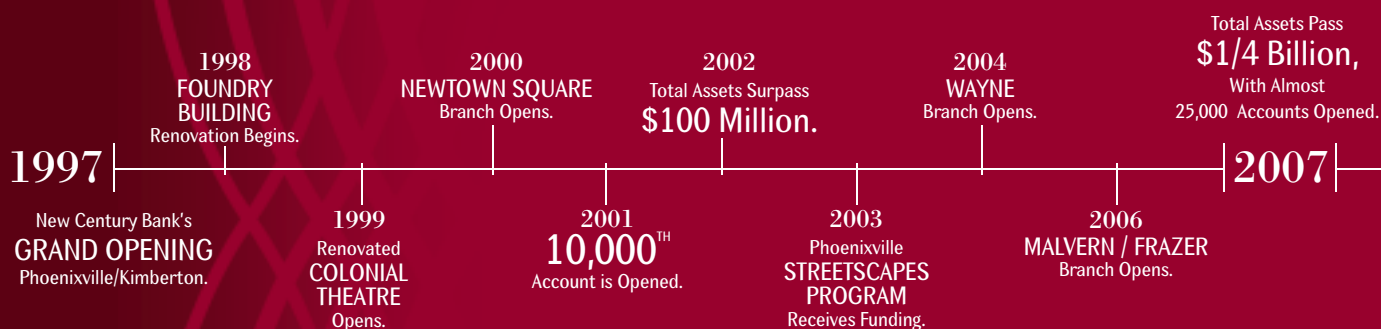 1997
New Century Bank's
GRAND OPENING
Phoenixville/Kimberton.
1998
FOUNDRY
BUILDING
Renovation Begins.
1999
Renovated
COLONIAL
THEATRE
Opens.
2000
NEWTOWN SQUARE
Branch Opens.
2001
10,000TH
Account is Opened.
2002
Total Assets Surpass
$100 Million.
2003
Phoenixville
STREETSCAPES
PROGRAM
Receives Funding.
2004
WAYNE
Branch Opens.
2006
MALVERN / FRAZER
Branch Opens.
Total Assets Pass
$1/4 Billion,
With Almost
25,000 Accounts Opened.
2007